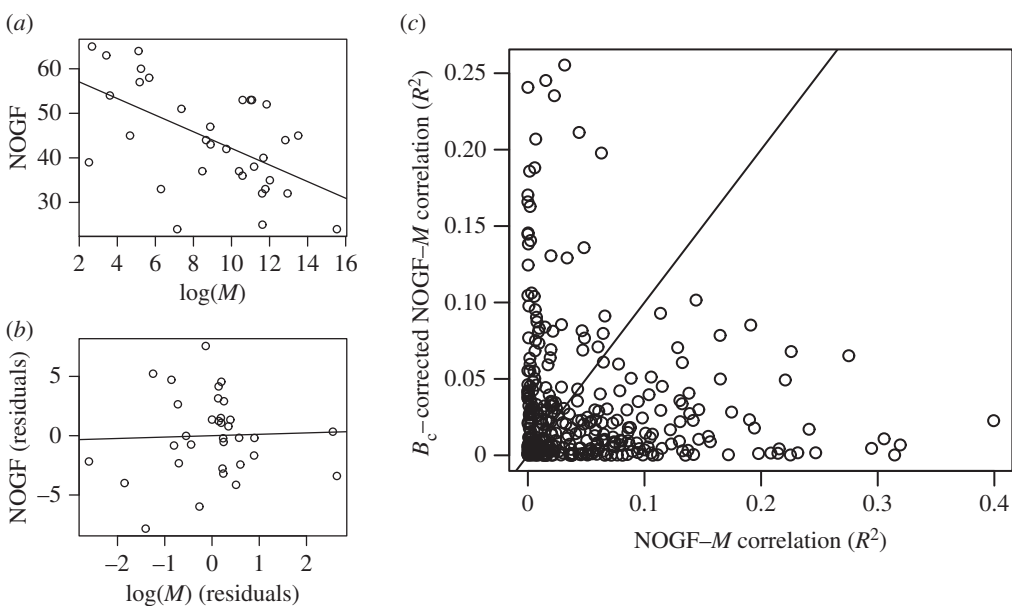 (a)
60
50
40
30
NOGF
2 4 6 8 10 12 14 16
log(M)
(b)
5
0
−5
NOGF (residuals)
−2 −1 0 1 2
log(M) (residuals)
(c)
0.25
0.20
0.15
0.10
0.05
0
Bc–corrected NOGF–M correlation (R2)
0 0.1 0.2 0.3 0.4
NOGF–M correlation (R2)